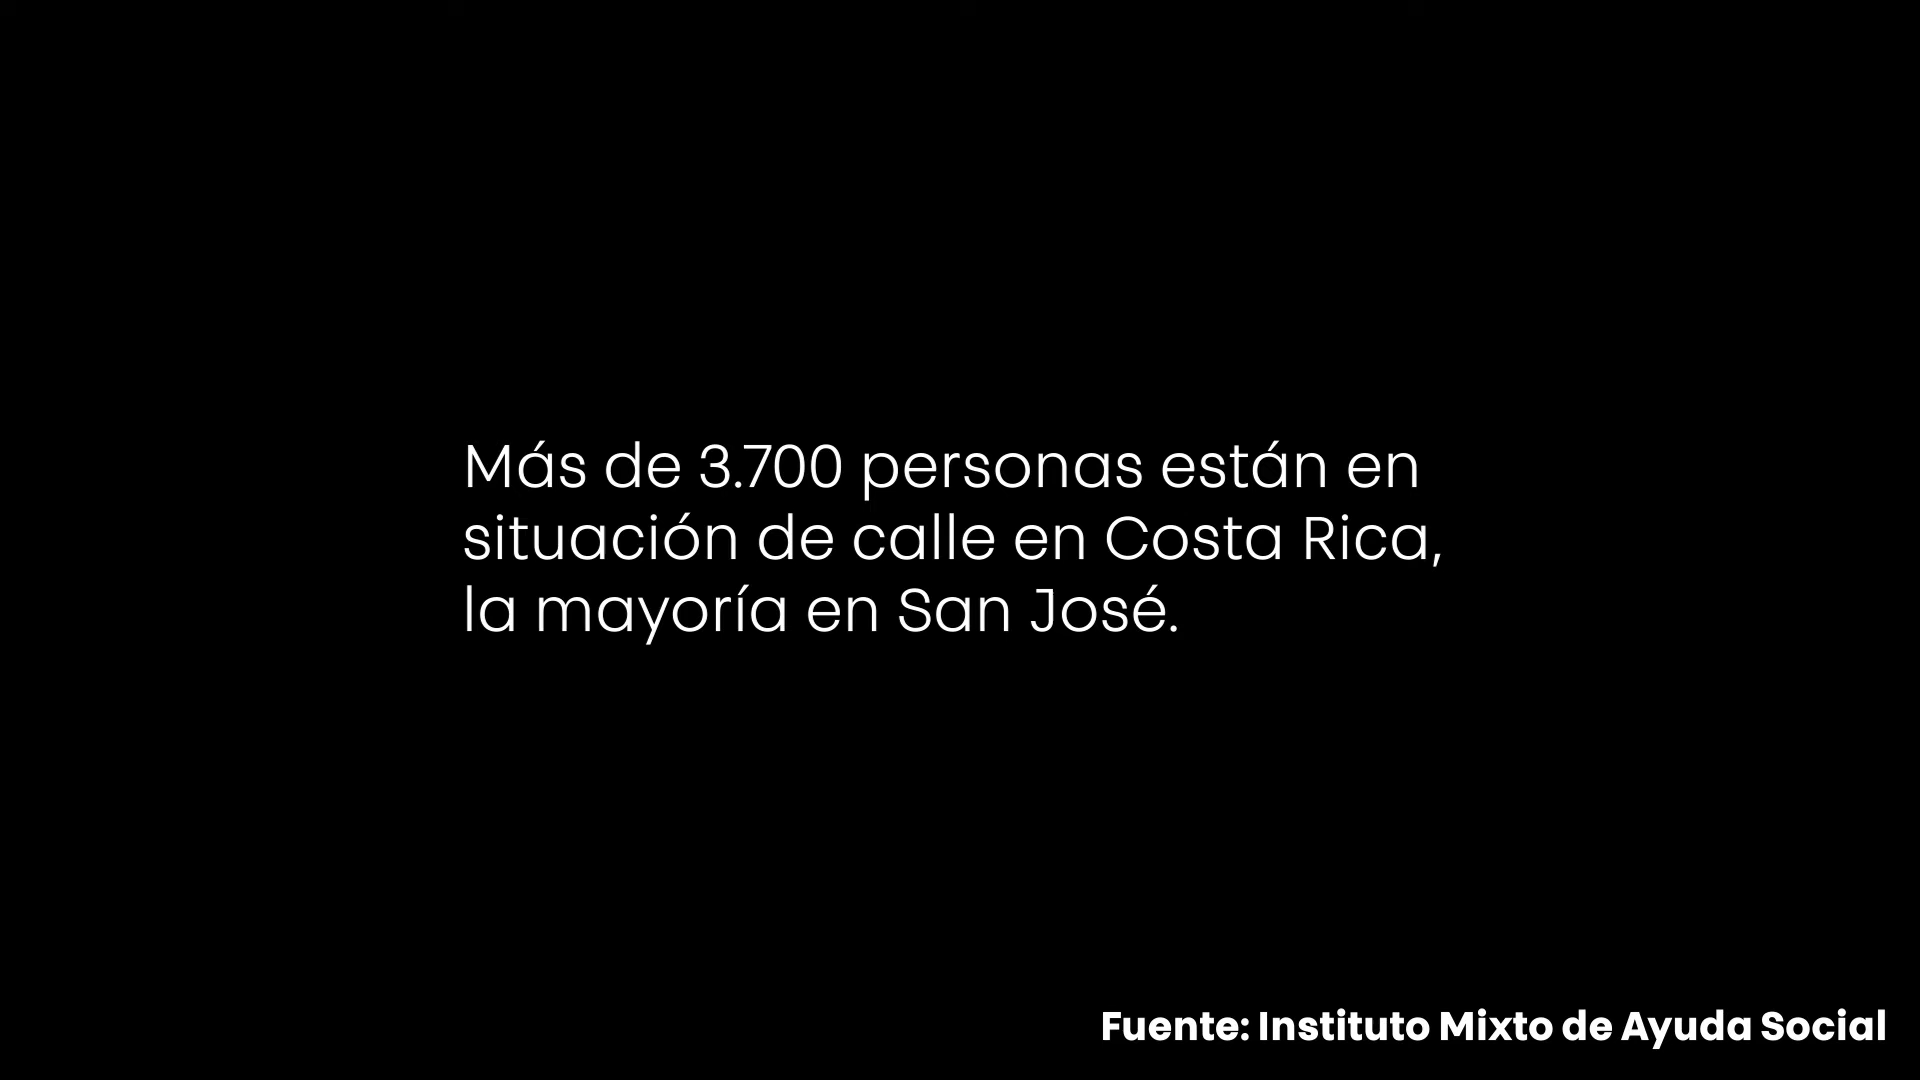 Más de 3.700 personas están en
situación de calle en Costa Rica,
la mayoría en San José.
Fuente: Instituto Mixto de Ayuda Social